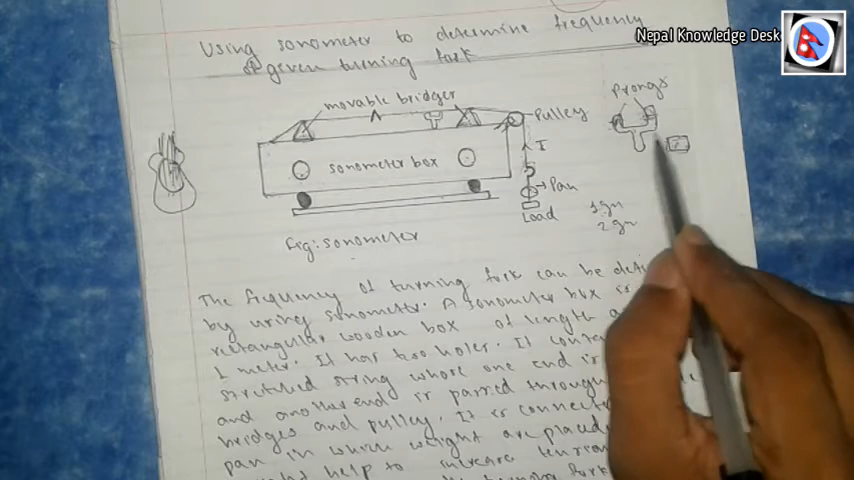 Nepal Knowledge Desk
Using sonometer to determine frequency
of given turning fork
movable bridges
Pulley
Prongs
T
sonometer box
Pan
Load
1gm
2gm
fig: sonometer
The frequency of turning fork can be
by using sonometer. A sonometer box is
rectangular wooden box of length
1 meter. It has two holes. It
stretched string whose one end is
and another end is passed through
bridges and pulley. It is
pan in which weight are placed
help to increase tension
fork